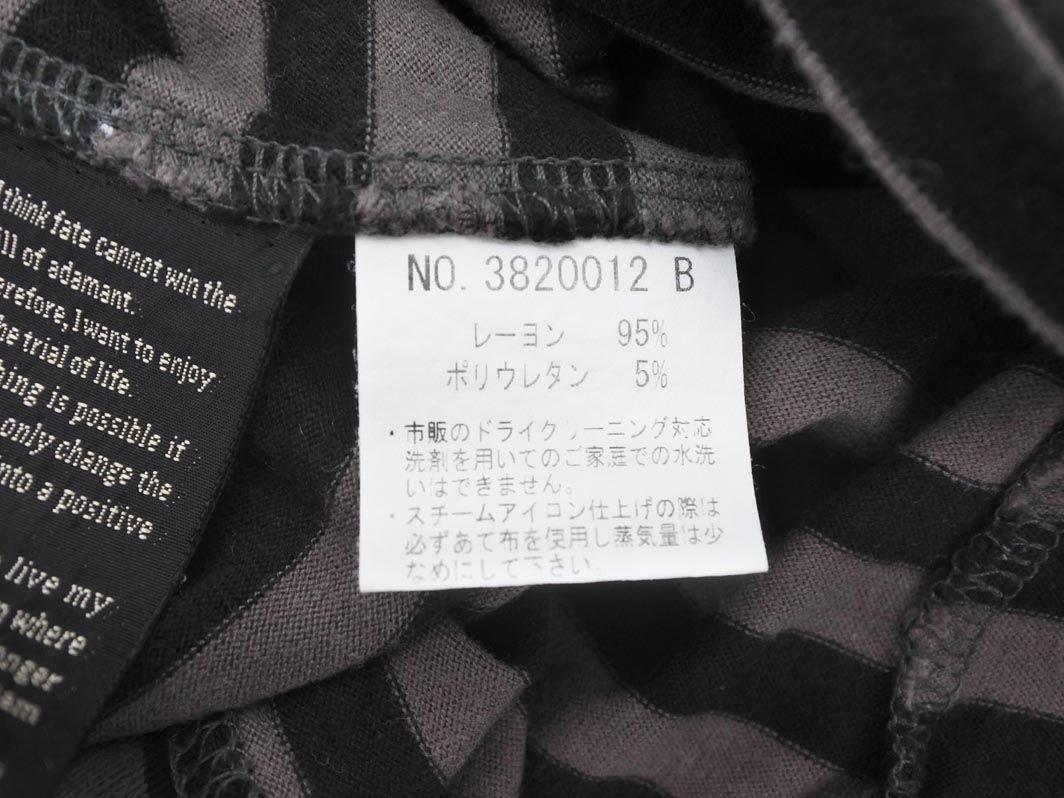 I think fate cannot win the
ll of adamant.
erefore, I want to enjoy
he trial of life.
hing is possible if
only change the
into a positive
live my
where
onger
am
NO. 3820012 B
レーヨン 95%
ポリウレタン 5%
・市販のドライクリーニング対応
洗剤を用いてのご家庭での水洗
いはできません。
・スチームアイロン仕上げの際は
必ずあて布を使用し蒸気量は少
なめにして下さい。